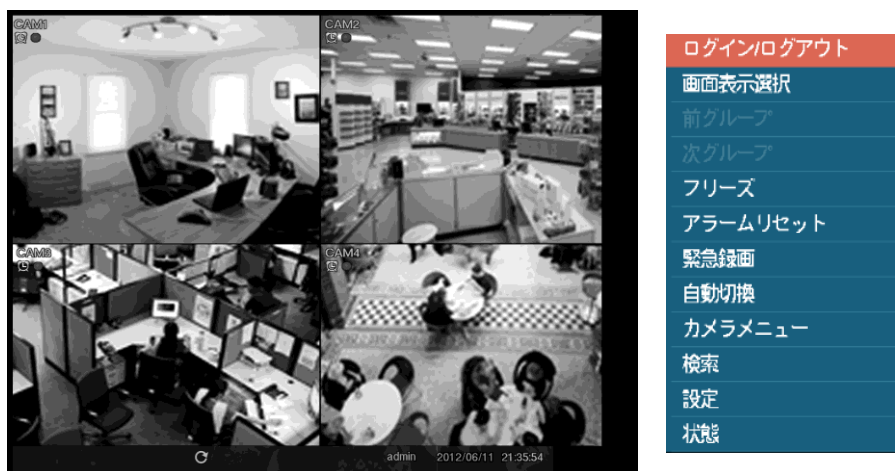 CAM1
CAM2
CAM3
CAM4
admin 2012/06/11 21:35:54
ログイン/ログアウト
画面表示選択
前グループ
次グループ
フリーズ
アラームリセット
緊急録画
自動切換
カメラメニュー
検索
設定
状態